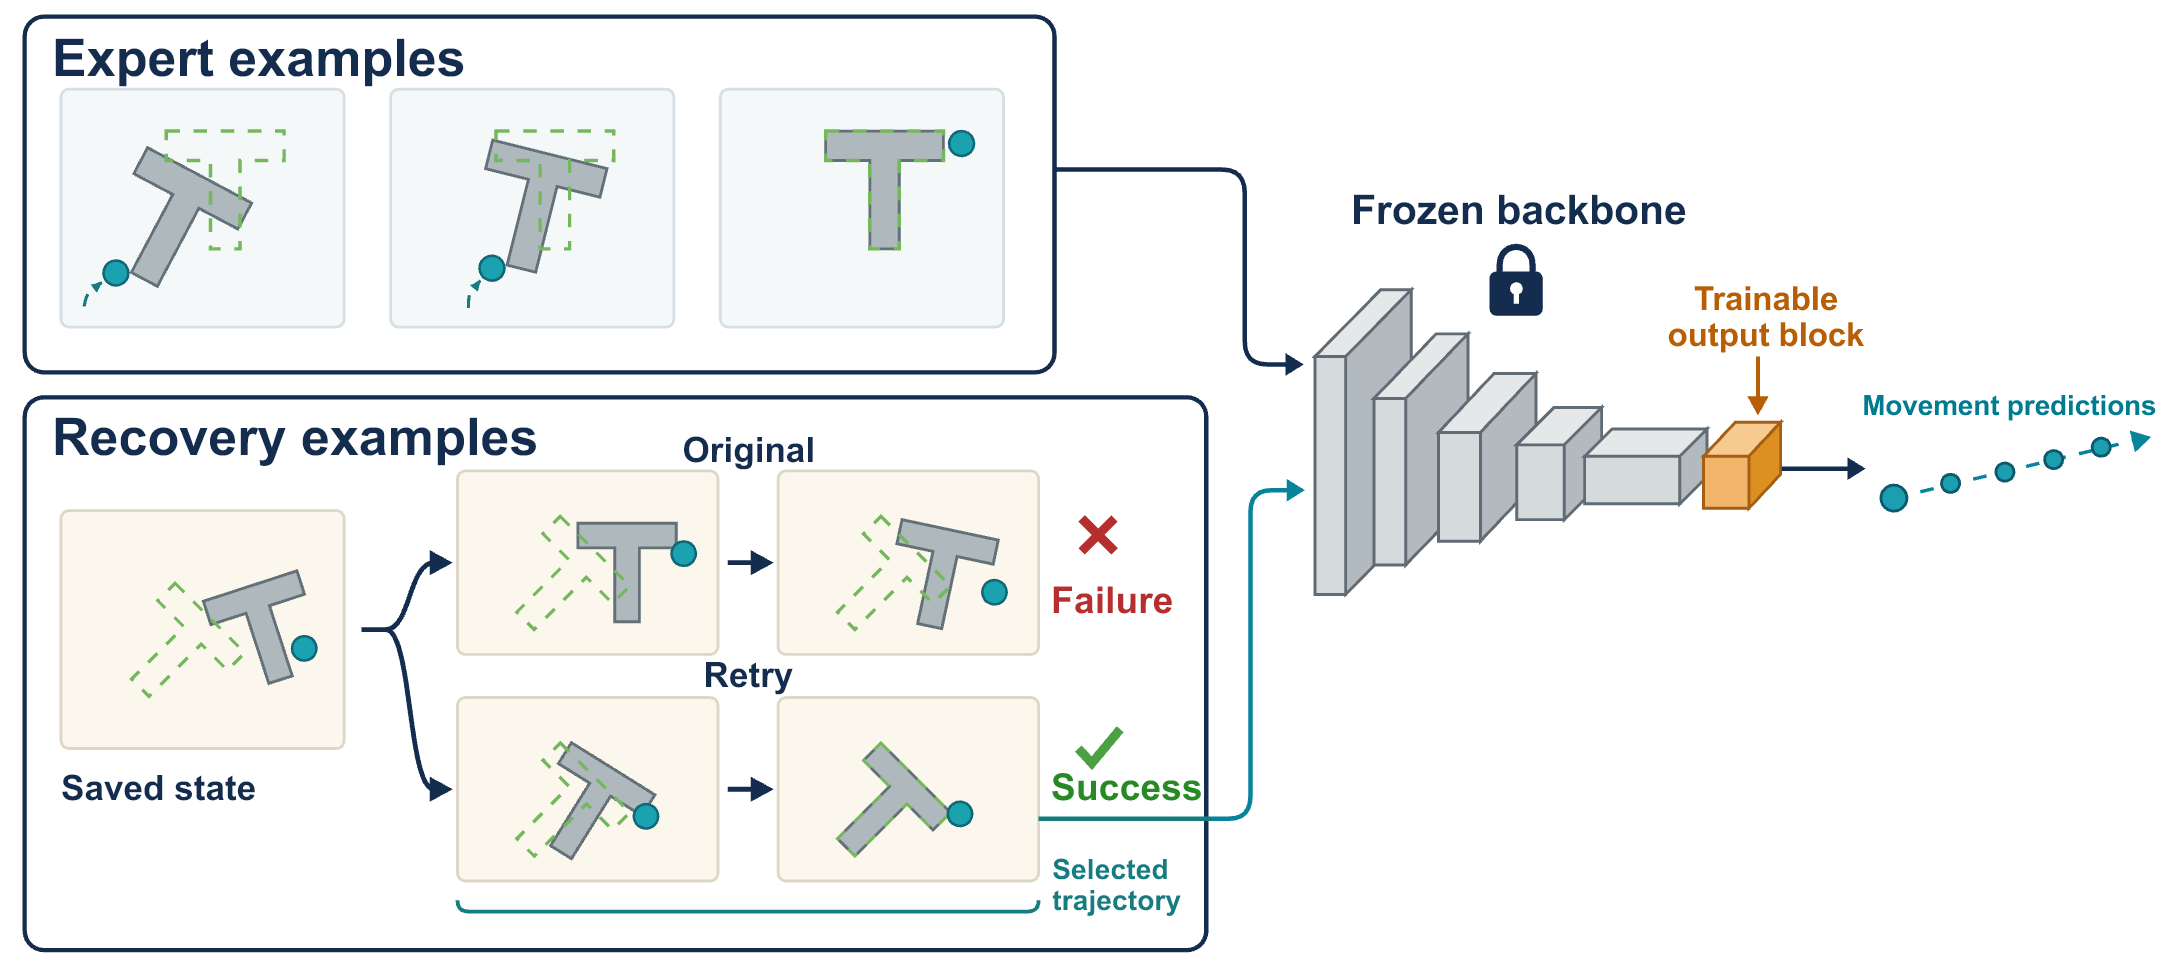 Expert examples
Recovery examples
Original
Failure
Retry
Saved state
Success
Selected
trajectory
Frozen backbone
Trainable
output block
Movement predictions